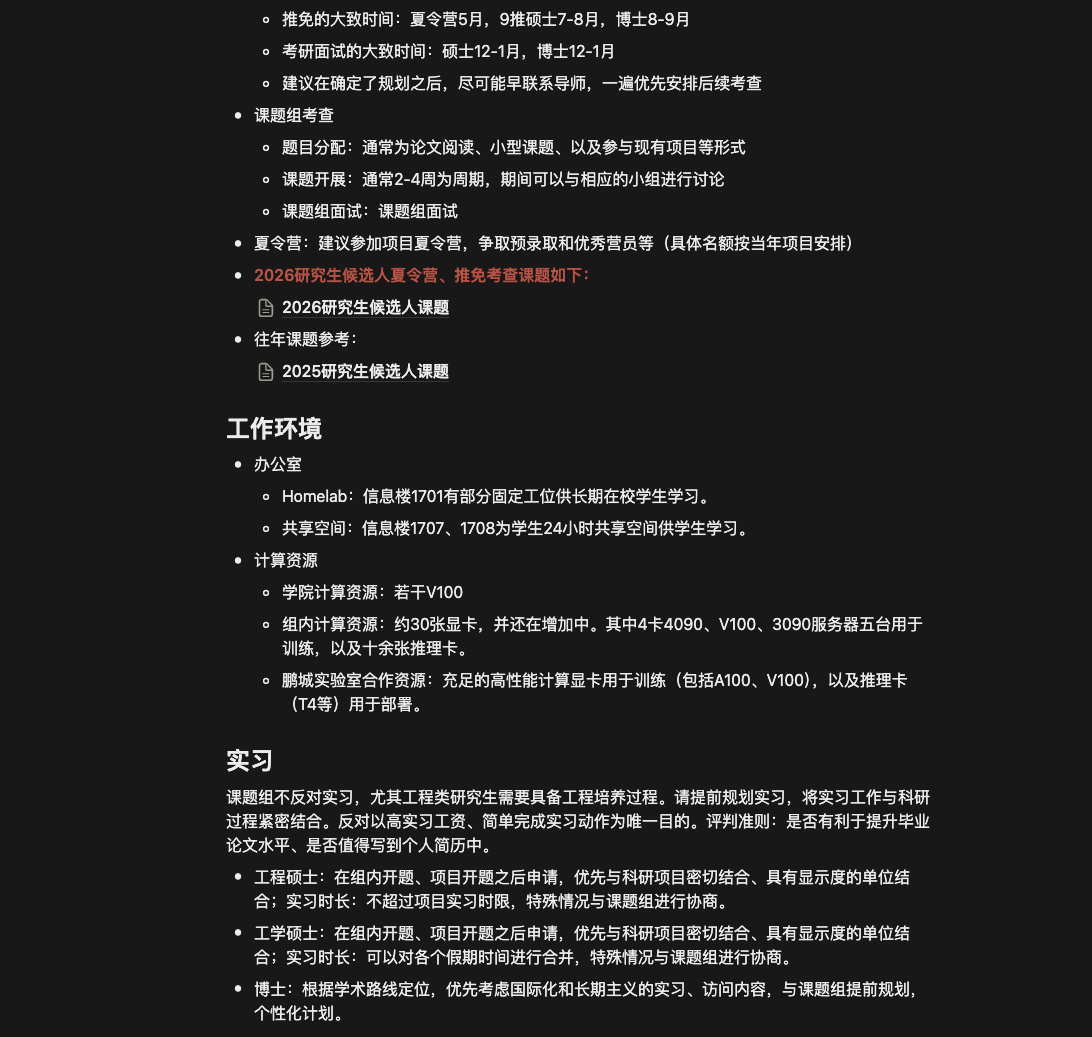 推免的大致时间：夏令营5月，9推硕士7-8月，博士8-9月
考研面试的大致时间：硕士12-1月，博士12-1月
建议在确定了规划之后，尽可能早联系导师，一遍优先安排后续考查
课题组考查
题目分配：通常为论文阅读、小型课题、以及参与现有项目等形式
课题开展：通常2-4周为周期，期间可以与相应的小组进行讨论
课题组面试：课题组面试
夏令营：建议参加项目夏令营，争取预录取和优秀营员等（具体名额按当年项目安排）
2026研究生候选人夏令营、推免考查课题如下：
2026研究生候选人课题
往年课题参考：
2025研究生候选人课题
工作环境
办公室
Homelab：信息楼1701有部分固定工位供长期在校学生学习。
共享空间：信息楼1707、1708为学生24小时共享空间供学生学习。
计算资源
学院计算资源：若干V100
组内计算资源：约30张显卡，并还在增加中。其中4卡4090、V100、3090服务器五台用于
训练，以及十余张推理卡。
鹏城实验室合作资源：充足的高性能计算显卡用于训练（包括A100、V100），以及推理卡
（T4等）用于部署。
实习
课题组不反对实习，尤其工程类研究生需要具备工程培养过程。请提前规划实习，将实习工作与科研
过程紧密结合。反对以高实习工资、简单完成实习动作为唯一目的。评判准则：是否有利于提升毕业
论文水平、是否值得写到个人简历中。
工程硕士：在组内开题、项目开题之后申请，优先与科研项目密切结合、具有显示度的单位结
合；实习时长：不超过项目实习时限，特殊情况与课题组进行协商。
工学硕士：在组内开题、项目开题之后申请，优先与科研项目密切结合、具有显示度的单位结
合；实习时长：可以对各个假期时间进行合并，特殊情况与课题组进行协商。
博士：根据学术路线定位，优先考虑国际化和长期主义的实习、访问内容，与课题组提前规划，
个性化计划。